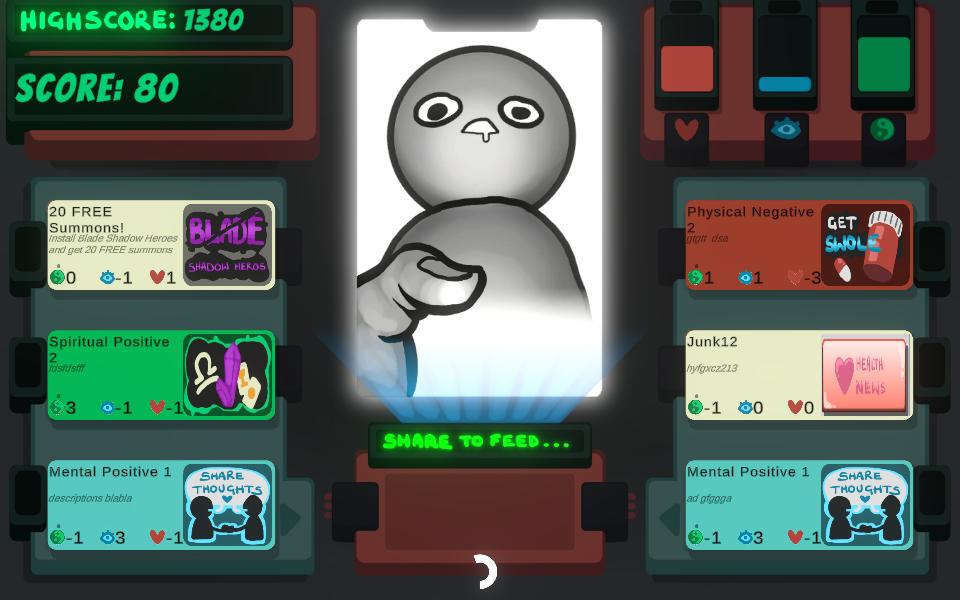 HIGHSCORE: 1380
SCORE: 80
20 FREE
Summons!
Install Blade Shadow Heroes
and get 20 FREE summons
0 -1 1
BLADE
SHADOW HEROS
Spiritual Positive
2
fdsfdsfff
3 -1 -1
Mental Positive 1
descriptions blabla
-1 3 -1
SHARE
THOUGHTS
SHARE TO FEED...
Physical Negative
2
gtgtt dsa
1 1 -3
GET
SWOLE
Junk12
hyfgxcz213
-1 0 0
HEALTH
NEWS
Mental Positive 1
ad gfggga
-1 3 -1
SHARE
THOUGHTS